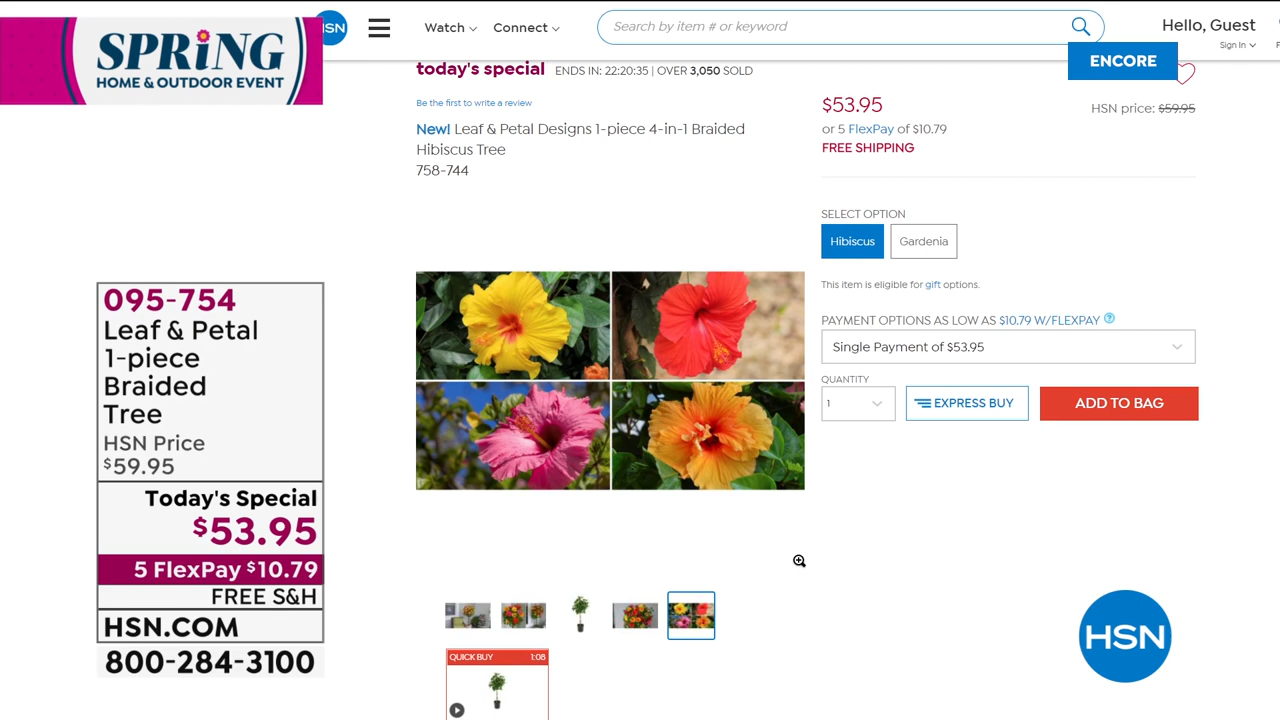 SPRiNG
HOME & OUTDOOR EVENT
HSN
Watch
Connect
Search by item # or keyword
Hello, Guest
Sign In
ENCORE
today's special ENDS IN: 22:20:35 | OVER 3,050 SOLD
Be the first to write a review
New! Leaf & Petal Designs 1-piece 4-in-1 Braided
Hibiscus Tree
758-744
$53.95
HSN price: $59.95
or 5 FlexPay of $10.79
FREE SHIPPING
SELECT OPTION
Hibiscus
Gardenia
This item is eligible for gift options.
PAYMENT OPTIONS AS LOW AS $10.79 W/FLEXPAY ?
Single Payment of $53.95
QUANTITY
1
EXPRESS BUY
ADD TO BAG
095-754
Leaf & Petal
1-piece
Braided
Tree
HSN Price
$59.95
Today's Special
$53.95
5 FlexPay $10.79
FREE S&H
HSN.COM
800-284-3100
QUICK BUY 1:08
HSN